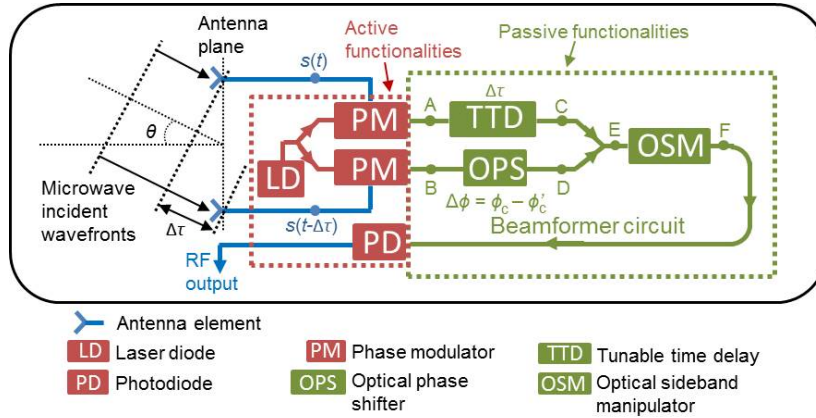 Antenna
plane
Active
functionalities
Passive functionalities
s(t)
A
Δτ
C
PM
TTD
θ
E
F
LD
PM
OPS
OSM
B
D
Δϕ = ϕc − ϕ′c
Microwave
incident
wavefronts
Δτ
s(t-Δτ)
PD
Beamformer circuit
RF
output
Antenna element
LD Laser diode
PM Phase modulator
TTD Tunable time delay
PD Photodiode
OPS Optical phase
shifter
OSM Optical sideband
manipulator